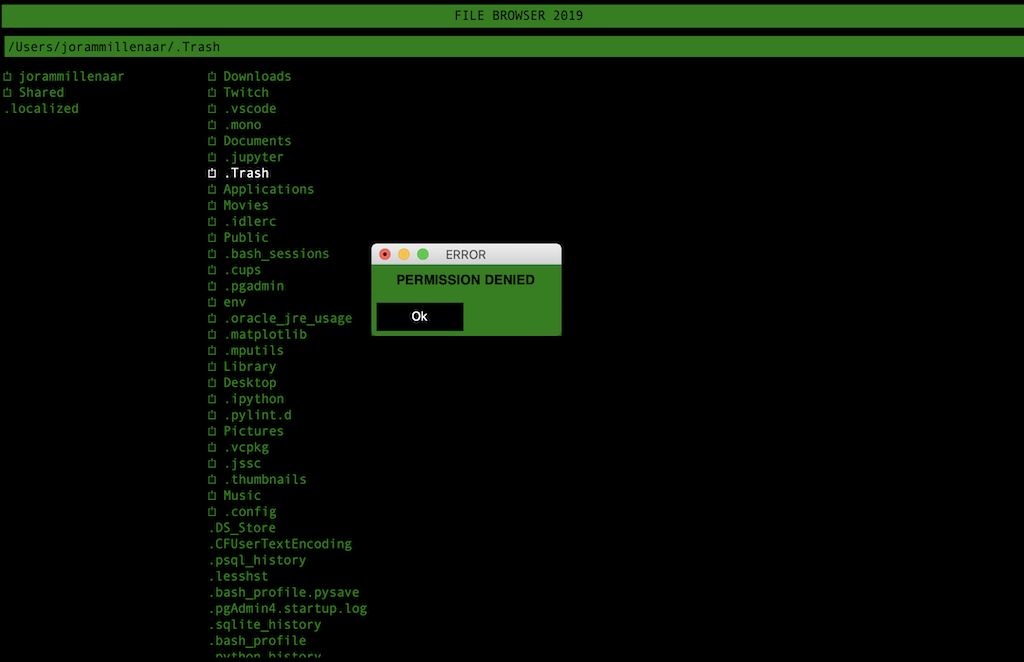 FILE BROWSER 2019
/Users/jorammillenaar/.Trash
jorammillenaar
Shared
.localized
Downloads
Twitch
.vscode
.mono
Documents
.jupyter
.Trash
Applications
Movies
.idlerc
Public
.bash_sessions
.cups
.pgadmin
env
.oracle_jre_usage
.matplotlib
.mputils
Library
Desktop
.ipython
.pylint.d
Pictures
.vcpkg
.jssc
.thumbnails
Music
.config
.DS_Store
.CFUserTextEncoding
.psql_history
.lesshst
.bash_profile.pysave
.pgAdmin4.startup.log
.sqlite_history
.bash_profile
.python_history
ERROR
PERMISSION DENIED
Ok